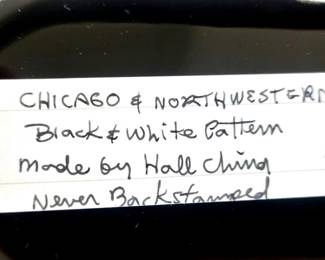 CHICAGO & NORTHWESTERN
Black & White Pattern
made by Hall China
Never Backstamped